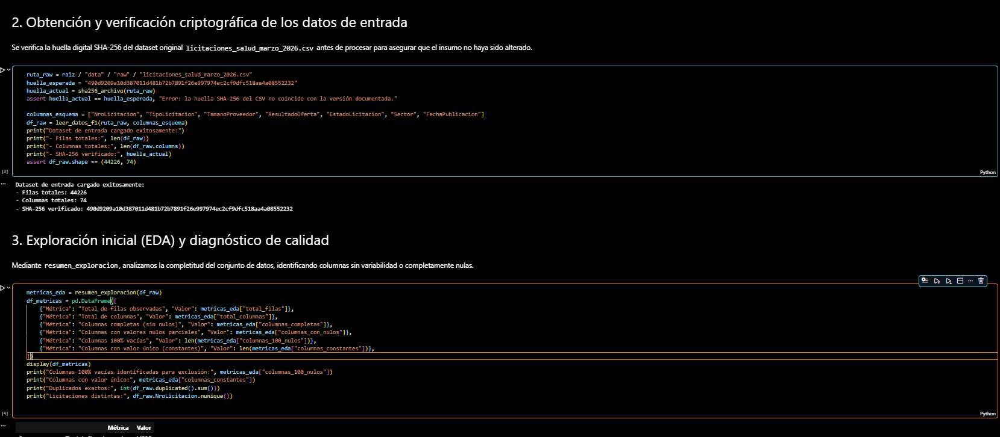 2. Obtención y verificación criptográfica de los datos de entrada
Se verifica la huella digital SHA-256 del dataset original licitaciones_salud_marzo_2026.csv antes de procesar para asegurar que el insumo no haya sido alterado.
ruta_raw = raiz / "data" / "raw" / "licitaciones_salud_marzo_2026.csv"
huella_esperada = "490d9209a10d387011d481b72b7891f26e997974ec2cf9dfc518aa4a08552232"
huella_actual = sha256_archivo(ruta_raw)
assert huella_actual == huella_esperada, "Error: la huella SHA-256 del CSV no coincide con la versión documentada."
columnas_esquema = ["NroLicitacion", "TipoLicitacion", "TamanoProveedor", "ResultadoOferta", "EstadoLicitacion", "Sector", "FechaPublicacion"]
df_raw = leer_datos_f1(ruta_raw, columnas_esquema)
print("Dataset de entrada cargado exitosamente:")
print("- Filas totales:", len(df_raw))
print("- Columnas totales:", len(df_raw.columns))
print("- SHA-256 verificado:", huella_actual)
assert df_raw.shape == (44226, 74)
[3]
Python
Dataset de entrada cargado exitosamente:
- Filas totales: 44226
- Columnas totales: 74
- SHA-256 verificado: 490d9209a10d387011d481b72b7891f26e997974ec2cf9dfc518aa4a08552232
3. Exploración inicial (EDA) y diagnóstico de calidad
Mediante resumen_exploracion, analizamos la completitud del conjunto de datos, identificando columnas sin variabilidad o completamente nulas.
metricas_eda = resumen_exploracion(df_raw)
df_metricas = pd.DataFrame([
{"Métrica": "Total de filas observadas", "Valor": metricas_eda["total_filas"]},
{"Métrica": "Total de columnas", "Valor": metricas_eda["total_columnas"]},
{"Métrica": "Columnas completas (sin nulos)", "Valor": metricas_eda["columnas_completas"]},
{"Métrica": "Columnas con valores nulos parciales", "Valor": metricas_eda["columnas_con_nulos"]},
{"Métrica": "Columnas 100% vacías", "Valor": len(metricas_eda["columnas_100_nulos"])},
{"Métrica": "Columnas con valor único (constantes)", "Valor": len(metricas_eda["columnas_constantes"])},
])
display(df_metricas)
print("Columnas 100% vacías identificadas para exclusión:", metricas_eda["columnas_100_nulos"])
print("Columnas con valor único:", metricas_eda["columnas_constantes"])
print("Duplicados exactos:", int(df_raw.duplicated().sum()))
print("Licitaciones distintas:", df_raw.NroLicitacion.nunique())
[4]
Python
Métrica Valor